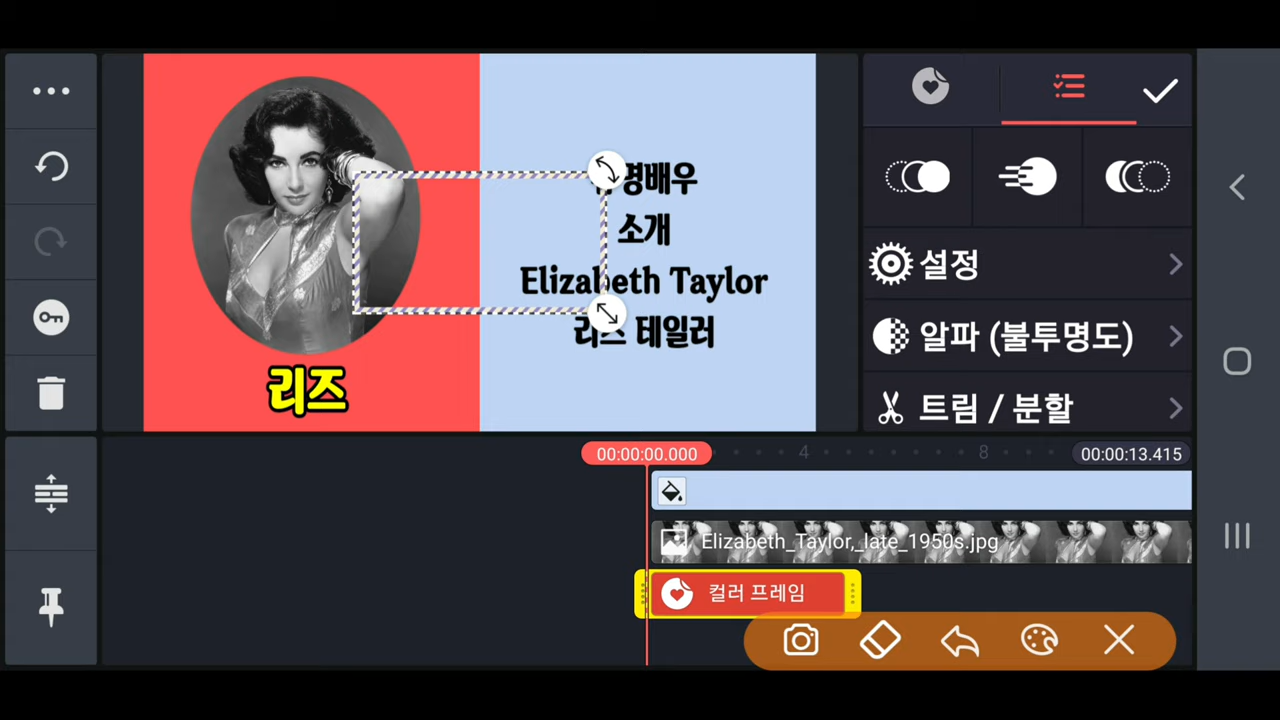 명배우
소개
Elizabeth Taylor
리즈 테일러
리즈
설정
알파 (불투명도)
트림 / 분할
00:00:00.000
4
8
00:00:13.415
Elizabeth_Taylor,_late_1950s.jpg
컬러 프레임